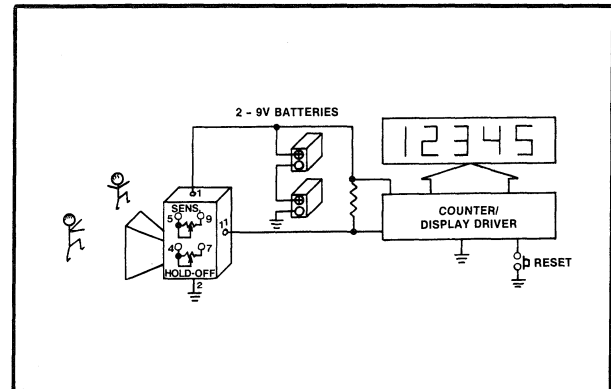 2 - 9V BATTERIES
12345
1
SENS.
5 9
11
4 7
HOLD-OFF
2
COUNTER/
DISPLAY DRIVER
RESET